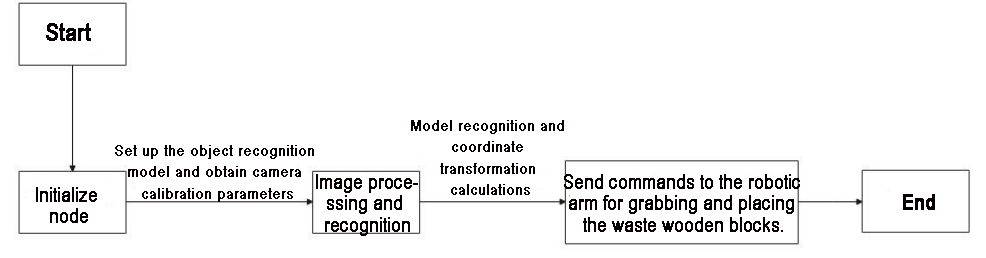 Start
Initialize
node
Set up the object recognition
model and obtain camera
calibration parameters
Image proce-
ssing and
recognition
Model recognition and
coordinate
transformation
calculations
Send commands to the robotic
arm for grabbing and placing
the waste wooden blocks.
End